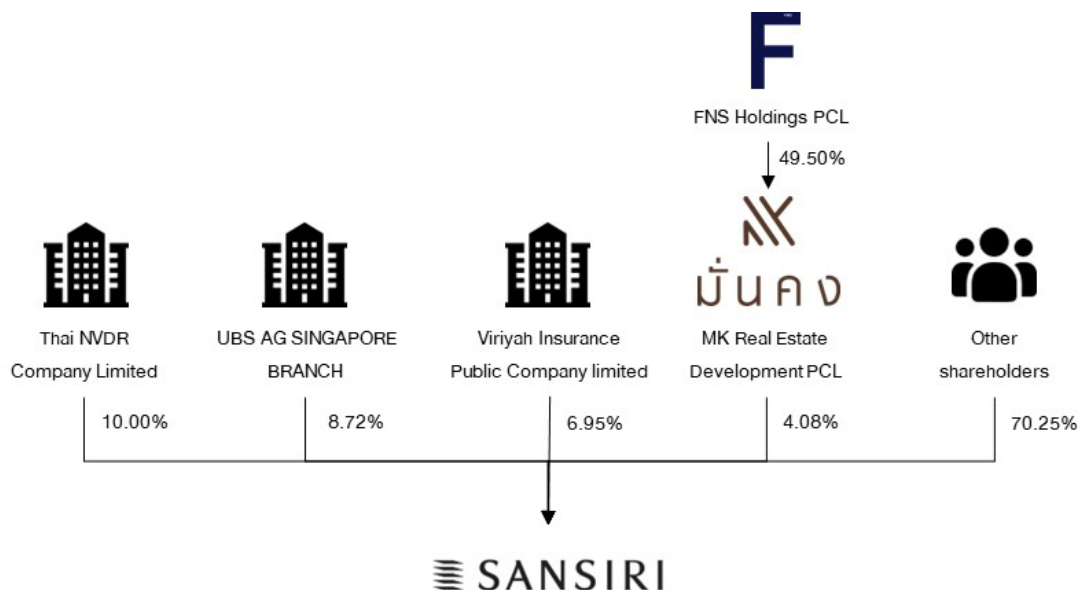 F
FNS Holdings PCL
49.50%
มั่นคง
Thai NVDR
Company Limited
UBS AG SINGAPORE
BRANCH
Viriyah Insurance
Public Company limited
MK Real Estate
Development PCL
Other
shareholders
10.00%
8.72%
6.95%
4.08%
70.25%
SANSIRI